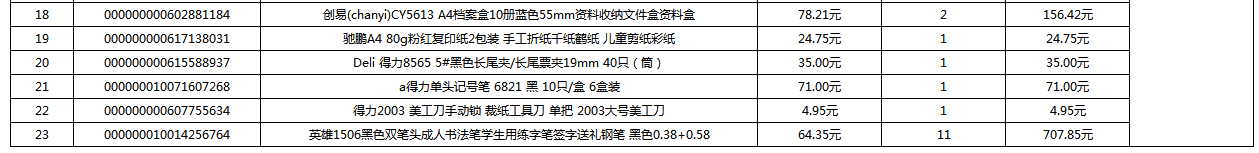 18 000000000602881184 创易(chanyi)CY5613 A4档案盒10册蓝色55mm资料收纳文件盒资料盒 78.21元 2 156.42元
19 000000000617138031 驰鹏A4 80g粉红复印纸2包装 手工折纸千纸鹤纸 儿童剪纸彩纸 24.75元 1 24.75元
20 000000000615588937 Deli 得力8565 5#黑色长尾夹/长尾票夹19mm 40只（筒） 35.00元 1 35.00元
21 000000010071607268 a得力单头记号笔 6821 黑 10只/盒 6盒装 71.00元 1 71.00元
22 000000000607755634 得力2003 美工刀手动锁 裁纸工具刀 单把 2003大号美工刀 4.95元 1 4.95元
23 000000010014256764 英雄1506黑色双笔头成人书法笔学生用练字笔签字送礼钢笔 黑色0.38+0.58 64.35元 11 707.85元